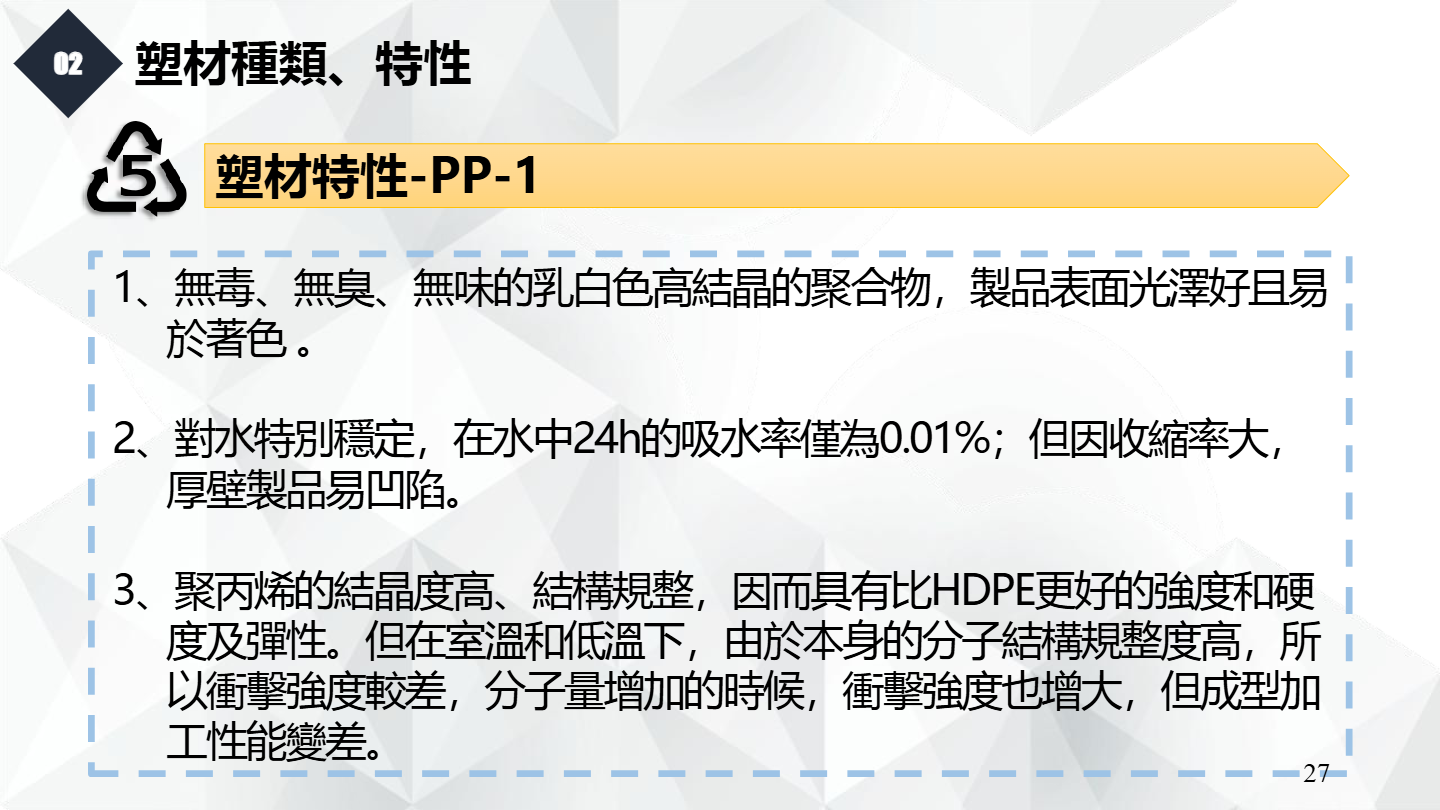 02
塑材種類、特性
5
塑材特性-PP-1
1、無毒、無臭、無味的乳白色高結晶的聚合物，製品表面光澤好且易
於著色 。
2、對水特別穩定，在水中24h的吸水率僅為0.01%；但因收縮率大，
厚壁製品易凹陷。
3、聚丙烯的結晶度高、結構規整，因而具有比HDPE更好的強度和硬
度及彈性。但在室溫和低溫下，由於本身的分子結構規整度高，所
以衝擊強度較差，分子量增加的時候，衝擊強度也增大，但成型加
工性能變差。
27